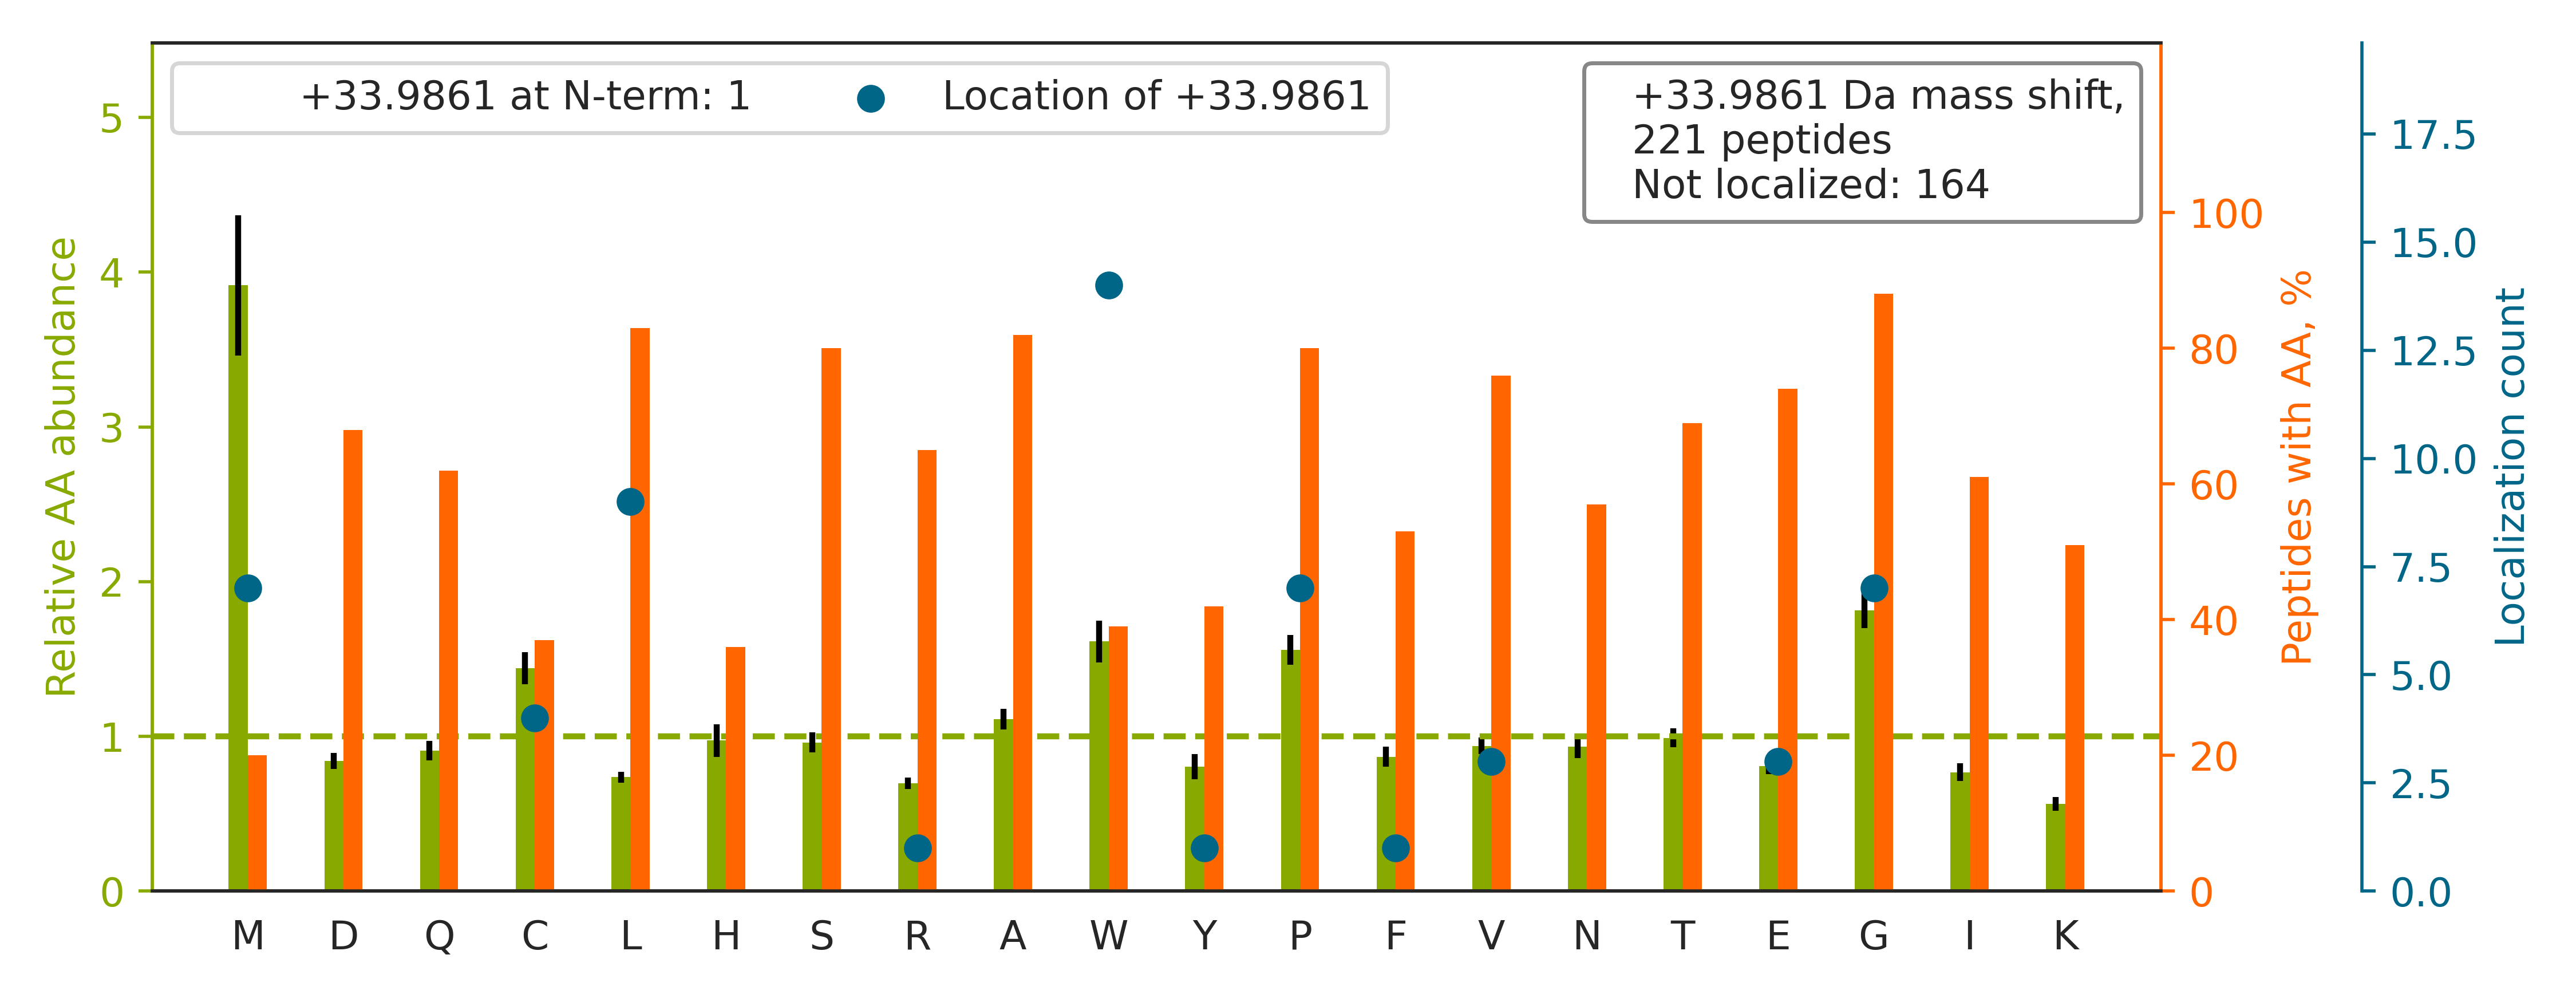 +33.9861 at N-term: 1
Location of +33.9861
+33.9861 Da mass shift,
221 peptides
Not localized: 164
Relative AA abundance
5
4
3
2
1
0
100
80
60
40
20
0
Peptides with AA, %
17.5
15.0
12.5
10.0
7.5
5.0
2.5
0.0
Localization count
M D Q C L H S R A W Y P F V N T E G I K